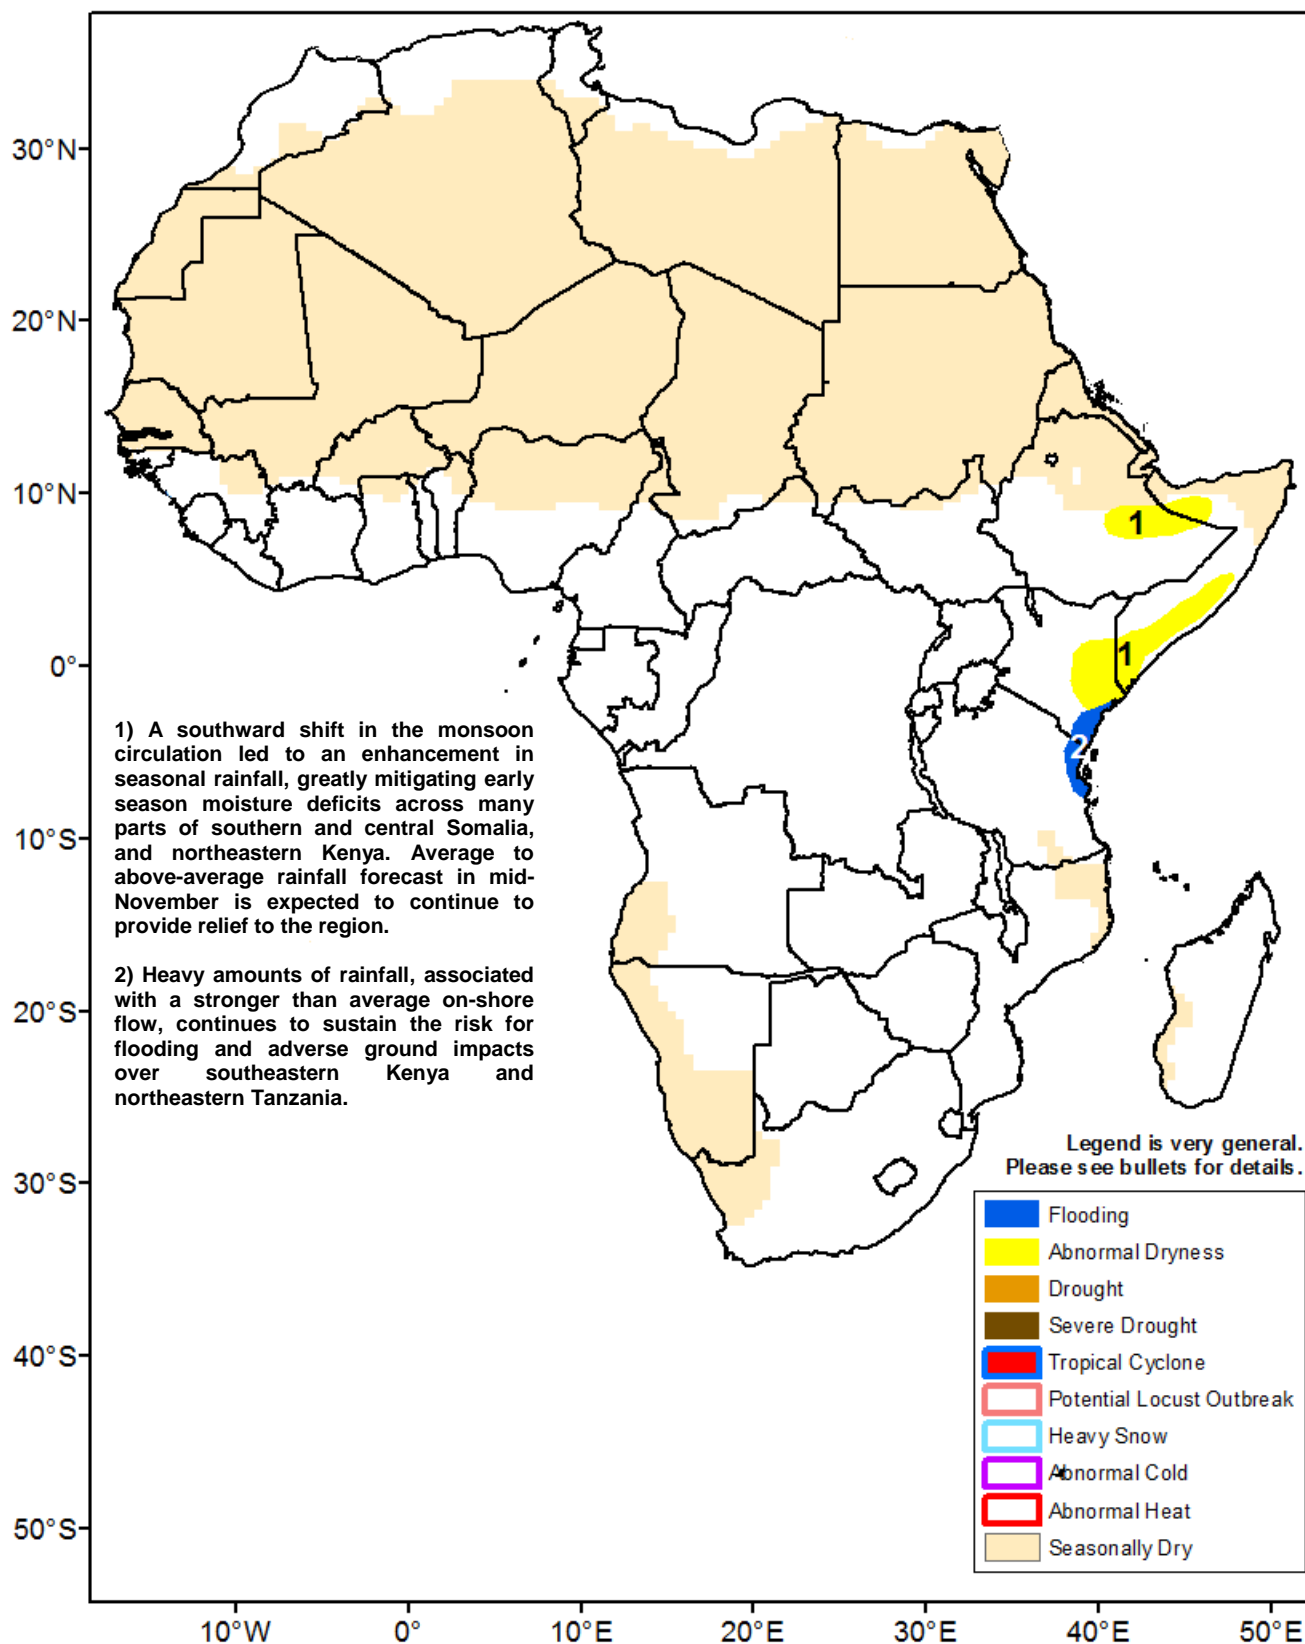 30°N
20°N
10°N
0°
10°S
20°S
30°S
40°S
50°S
10°W
0°
10°E
20°E
30°E
40°E
50°E
1
1
2
1) A southward shift in the monsoon
circulation led to an enhancement in
seasonal rainfall, greatly mitigating early
season moisture deficits across many
parts of southern and central Somalia,
and northeastern Kenya. Average to
above-average rainfall forecast in mid-
November is expected to continue to
provide relief to the region.
2) Heavy amounts of rainfall, associated
with a stronger than average on-shore
flow, continues to sustain the risk for
flooding and adverse ground impacts
over southeastern Kenya and
northeastern Tanzania.
Legend is very general.
Please see bullets for details.
Flooding
Abnormal Dryness
Drought
Severe Drought
Tropical Cyclone
Potential Locust Outbreak
Heavy Snow
Abnormal Cold
Abnormal Heat
Seasonally Dry